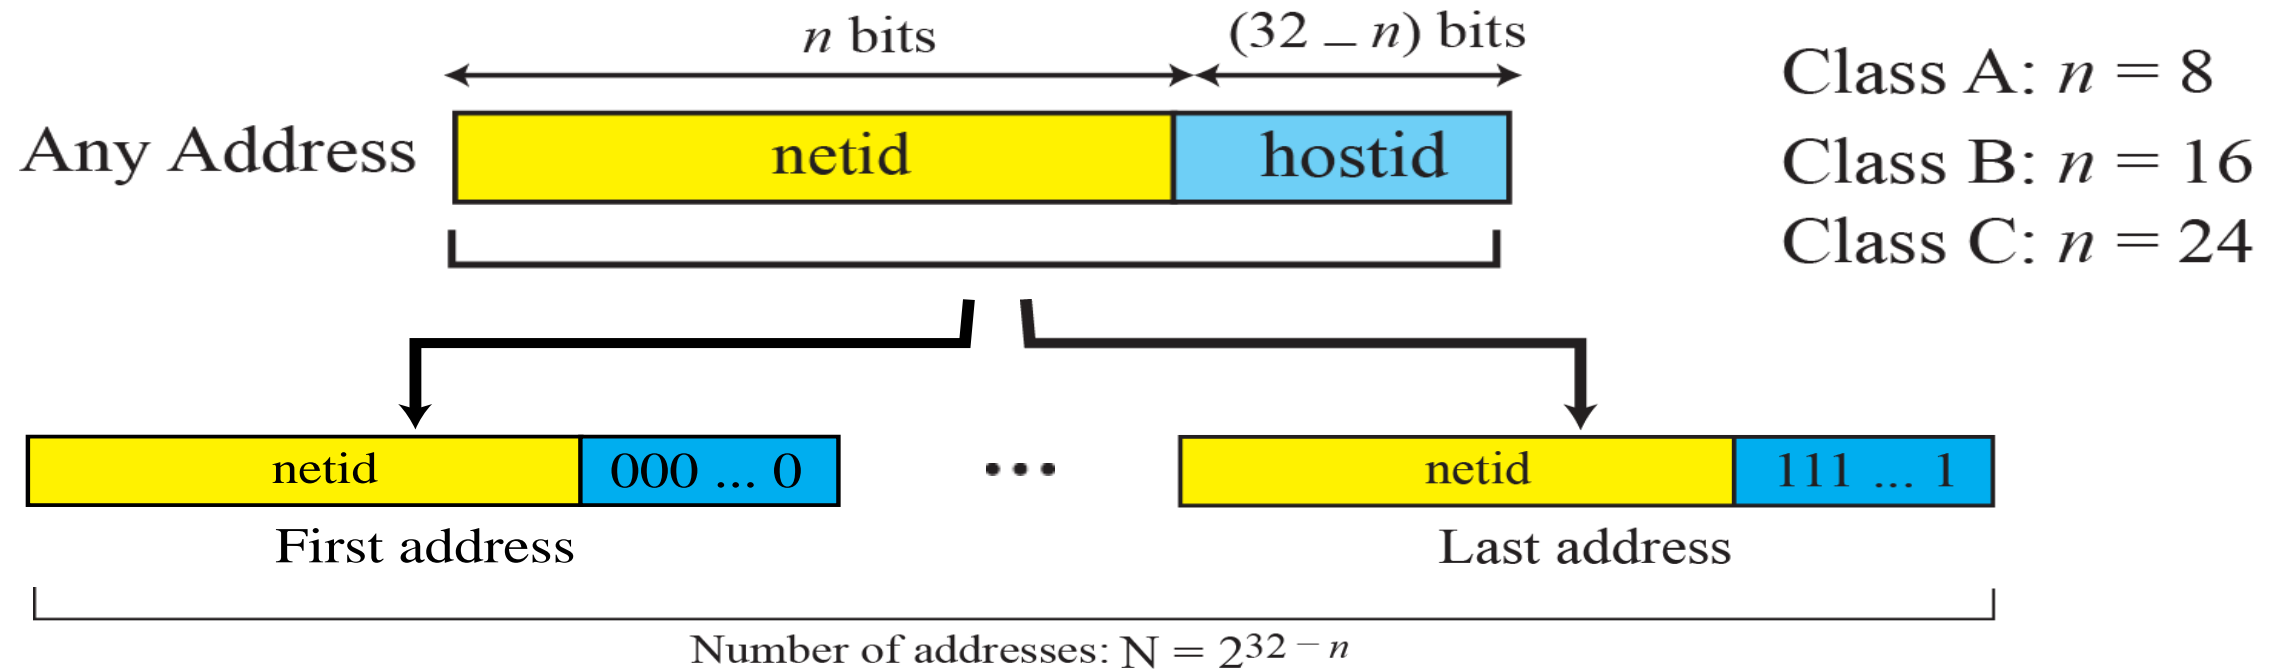 n bits
(32 – n) bits
Any Address
netid
hostid
Class A: n = 8
Class B: n = 16
Class C: n = 24
netid
000 ... 0
...
netid
111 ... 1
First address
Last address
Number of addresses: N = 2^{32 – n}